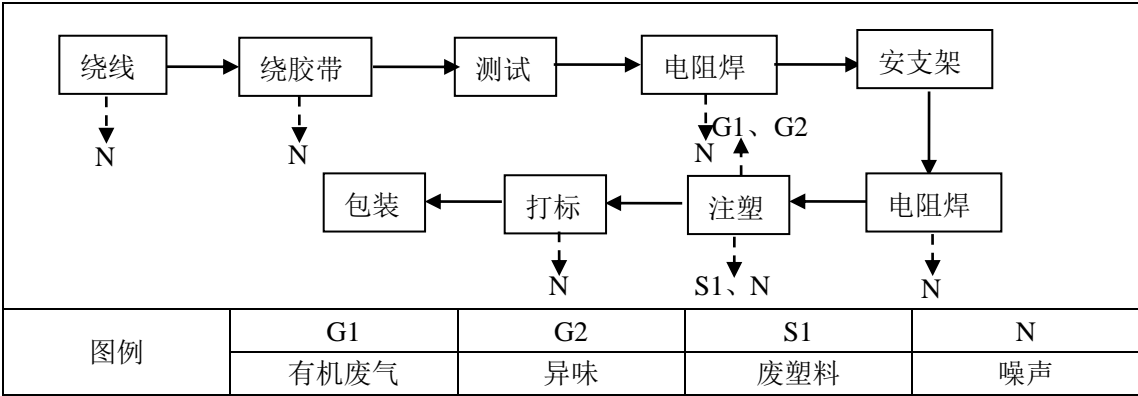 绕线 绕胶带 测试 电阻焊 安支架
N N N G1、G2
包装 打标 注塑 电阻焊
N S1、N N
图例 G1 G2 S1 N
有机废气 异味 废塑料 噪声